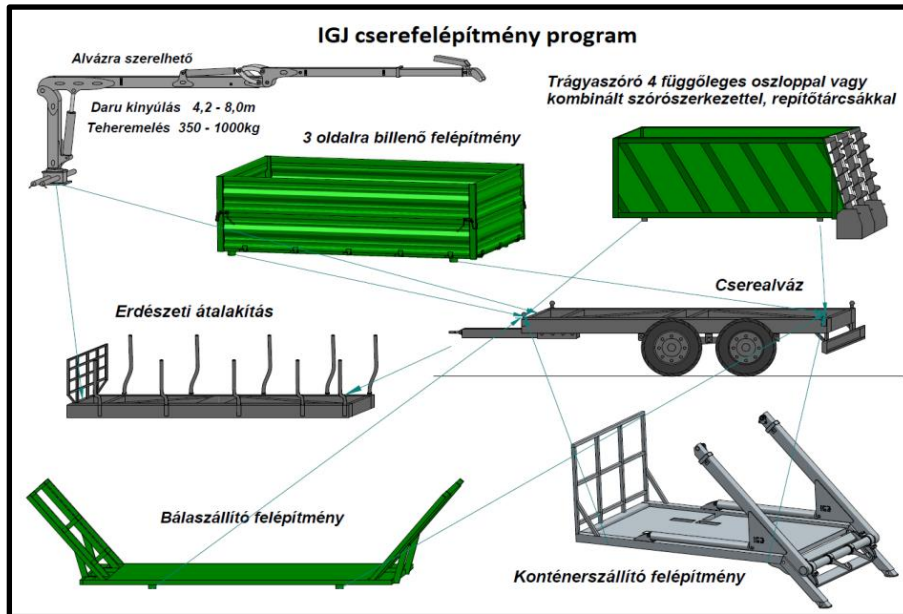 IGJ cserefelépítmény program
Alvázra szerelhető
Daru kinyúlás 4,2 - 8,0m
Teheremelés 350 - 1000kg
3 oldalra billenő felépítmény
Trágyaszóró 4 függőleges oszloppal vagy
kombinált szórószerkezettel, repítőtárcsákkal
Cserealváz
Erdészeti átalakítás
Bálaszállító felépítmény
Konténerszállító felépítmény